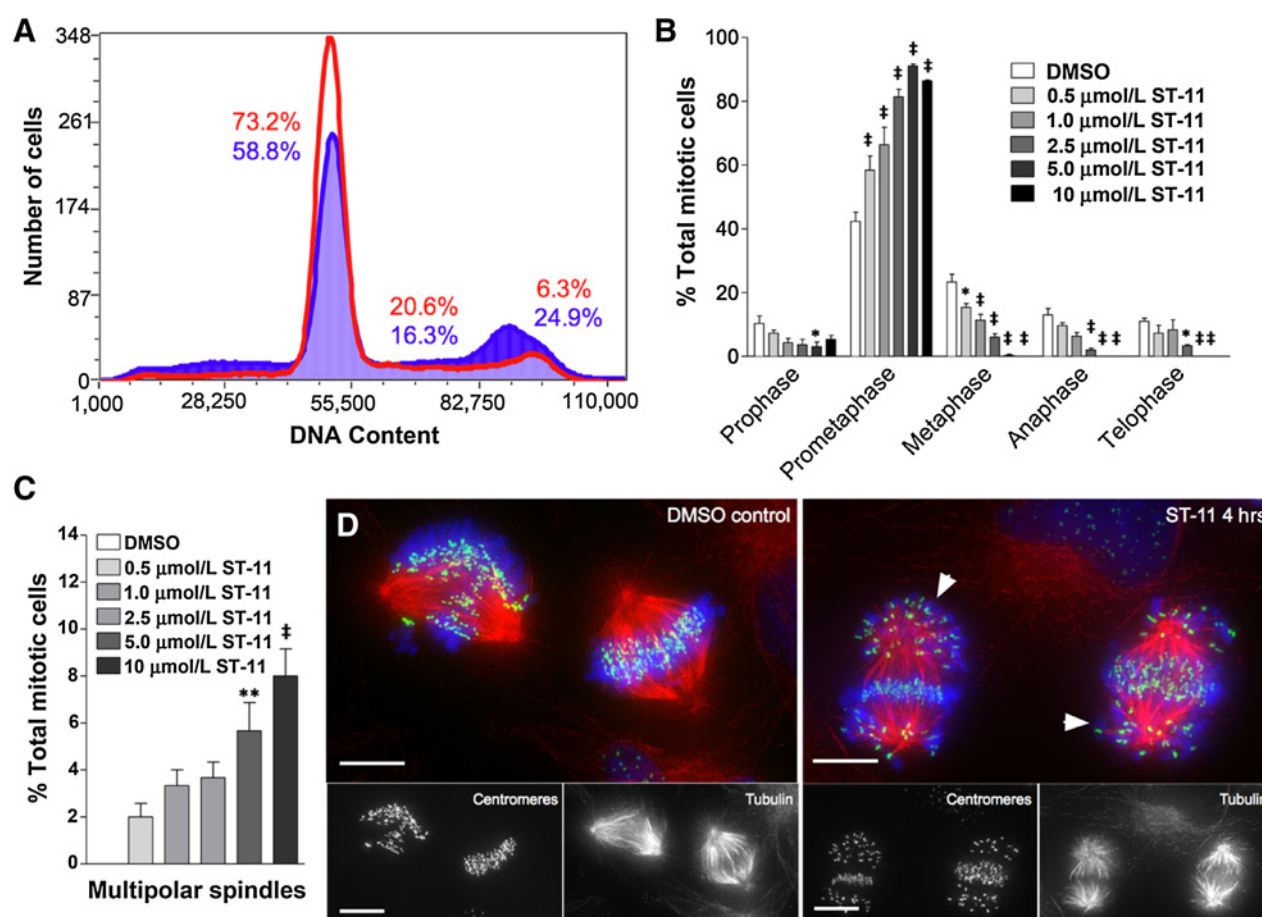 A
348
261
174
87
0
Number of cells
73.2%
58.8%
20.6%
16.3%
6.3%
24.9%
1,000 28,250 55,500 82,750 110,000
DNA Content
B
100
80
60
40
20
0
% Total mitotic cells
DMSO
0.5 μmol/L ST-11
1.0 μmol/L ST-11
2.5 μmol/L ST-11
5.0 μmol/L ST-11
10 μmol/L ST-11
* ‡ ‡ ‡ ‡ ‡
* ‡ ‡ ‡ ‡
‡ ‡ ‡
* ‡ ‡
Prophase
Prometaphase
Metaphase
Anaphase
Telophase
C
14
12
10
8
6
4
2
0
% Total mitotic cells
DMSO
0.5 μmol/L ST-11
1.0 μmol/L ST-11
2.5 μmol/L ST-11
5.0 μmol/L ST-11
10 μmol/L ST-11
** ‡
Multipolar spindles
D
DMSO control
ST-11 4 hrs
Centromeres
Tubulin
Centromeres
Tubulin